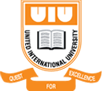 UIU
UNITED INTERNATIONAL UNIVERSITY
QUEST FOR EXCELLENCE